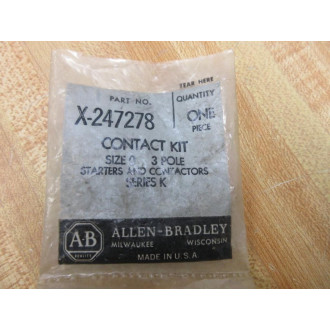 TEAR HERE
PART NO.
QUANTITY
X-247278
ONE
PIECE
CONTACT KIT
SIZE 0 3 POLE
STARTERS AND CONTACTORS
SERIES K
A-B
QUALITY
ALLEN-BRADLEY
MILWAUKEE WISCONSIN
MADE IN U.S.A.